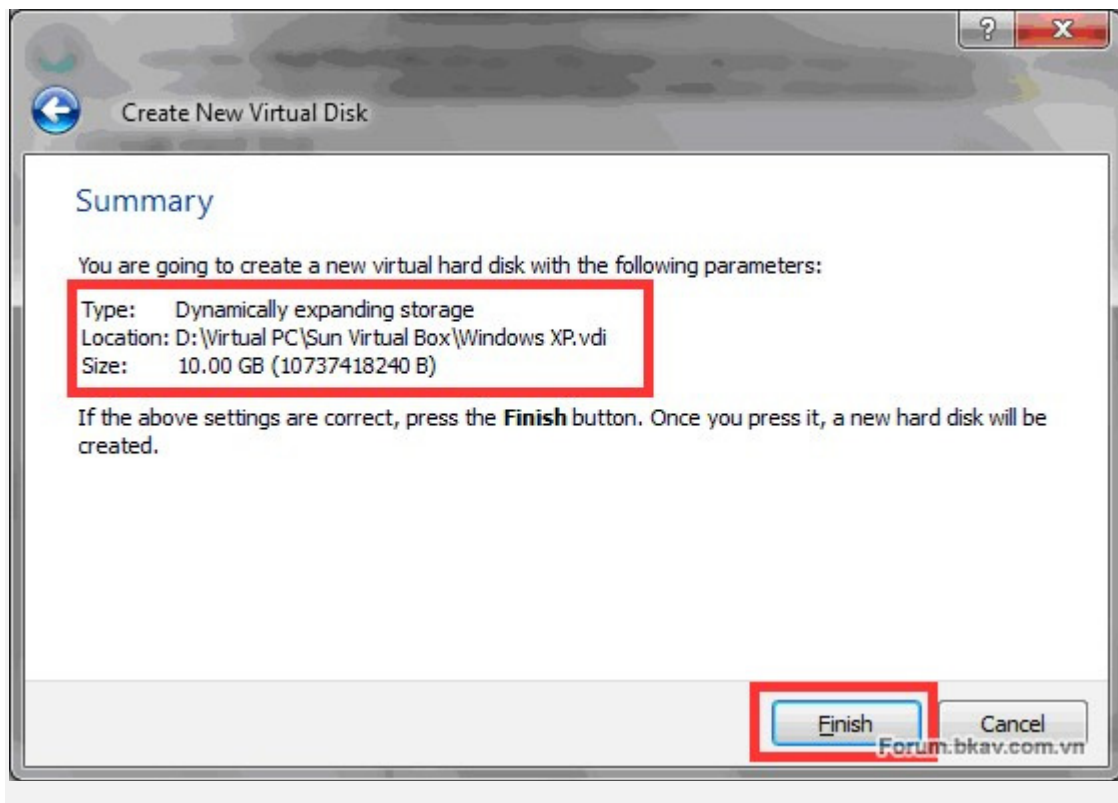 Create New Virtual Disk
Summary
You are going to create a new virtual hard disk with the following parameters:
Type: Dynamically expanding storage
Location: D:\Virtual PC\Sun Virtual Box\Windows XP.vdi
Size: 10.00 GB (10737418240 B)
If the above settings are correct, press the Finish button. Once you press it, a new hard disk will be
created.
Finish Cancel
Forum.bkav.com.vn